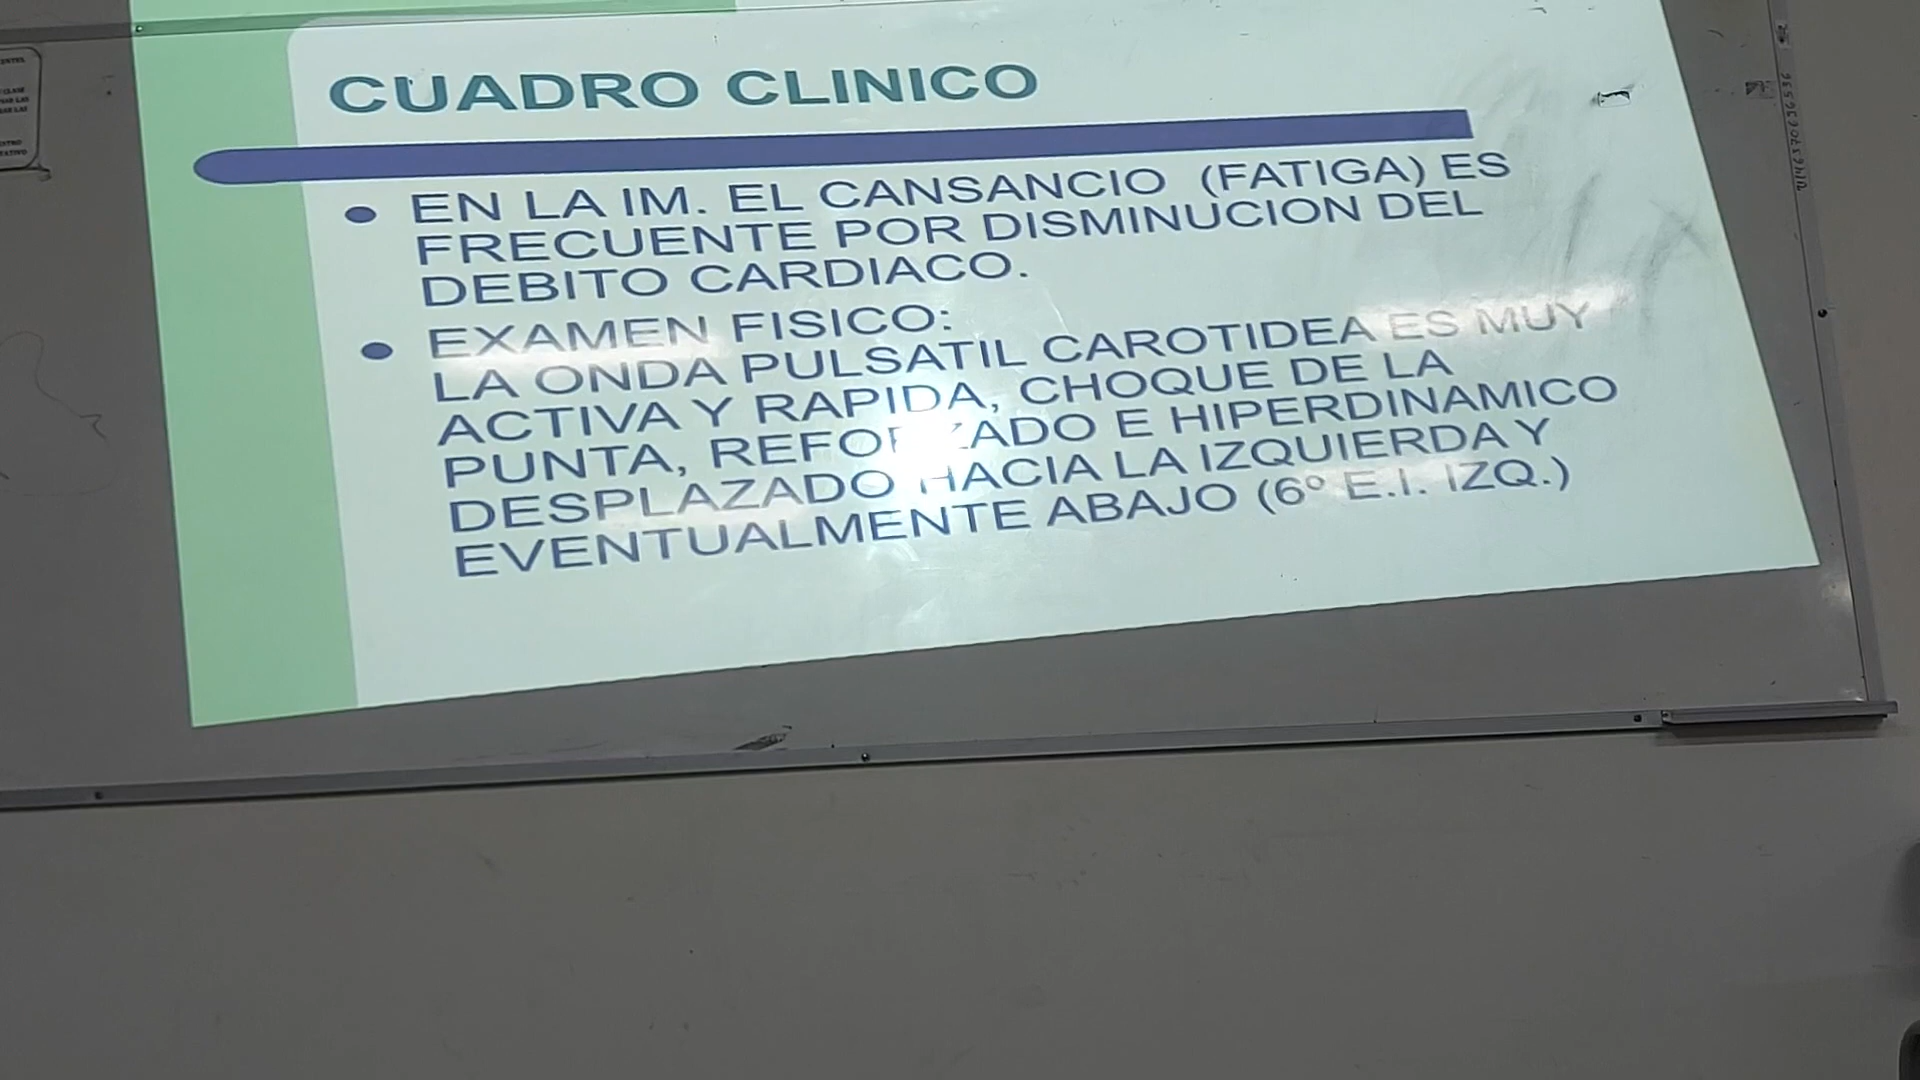 CUADRO CLINICO
EN LA IM. EL CANSANCIO (FATIGA) ES
FRECUENTE POR DISMINUCION DEL
DEBITO CARDIACO.
EXAMEN FISICO:
LA ONDA PULSATIL CAROTIDEA ES MUY
ACTIVA Y RAPIDA, CHOQUE DE LA
PUNTA, REFORZADO E HIPERDINAMICO
DESPLAZADO HACIA LA IZQUIERDA Y
EVENTUALMENTE ABAJO (6º E.I. IZQ.)